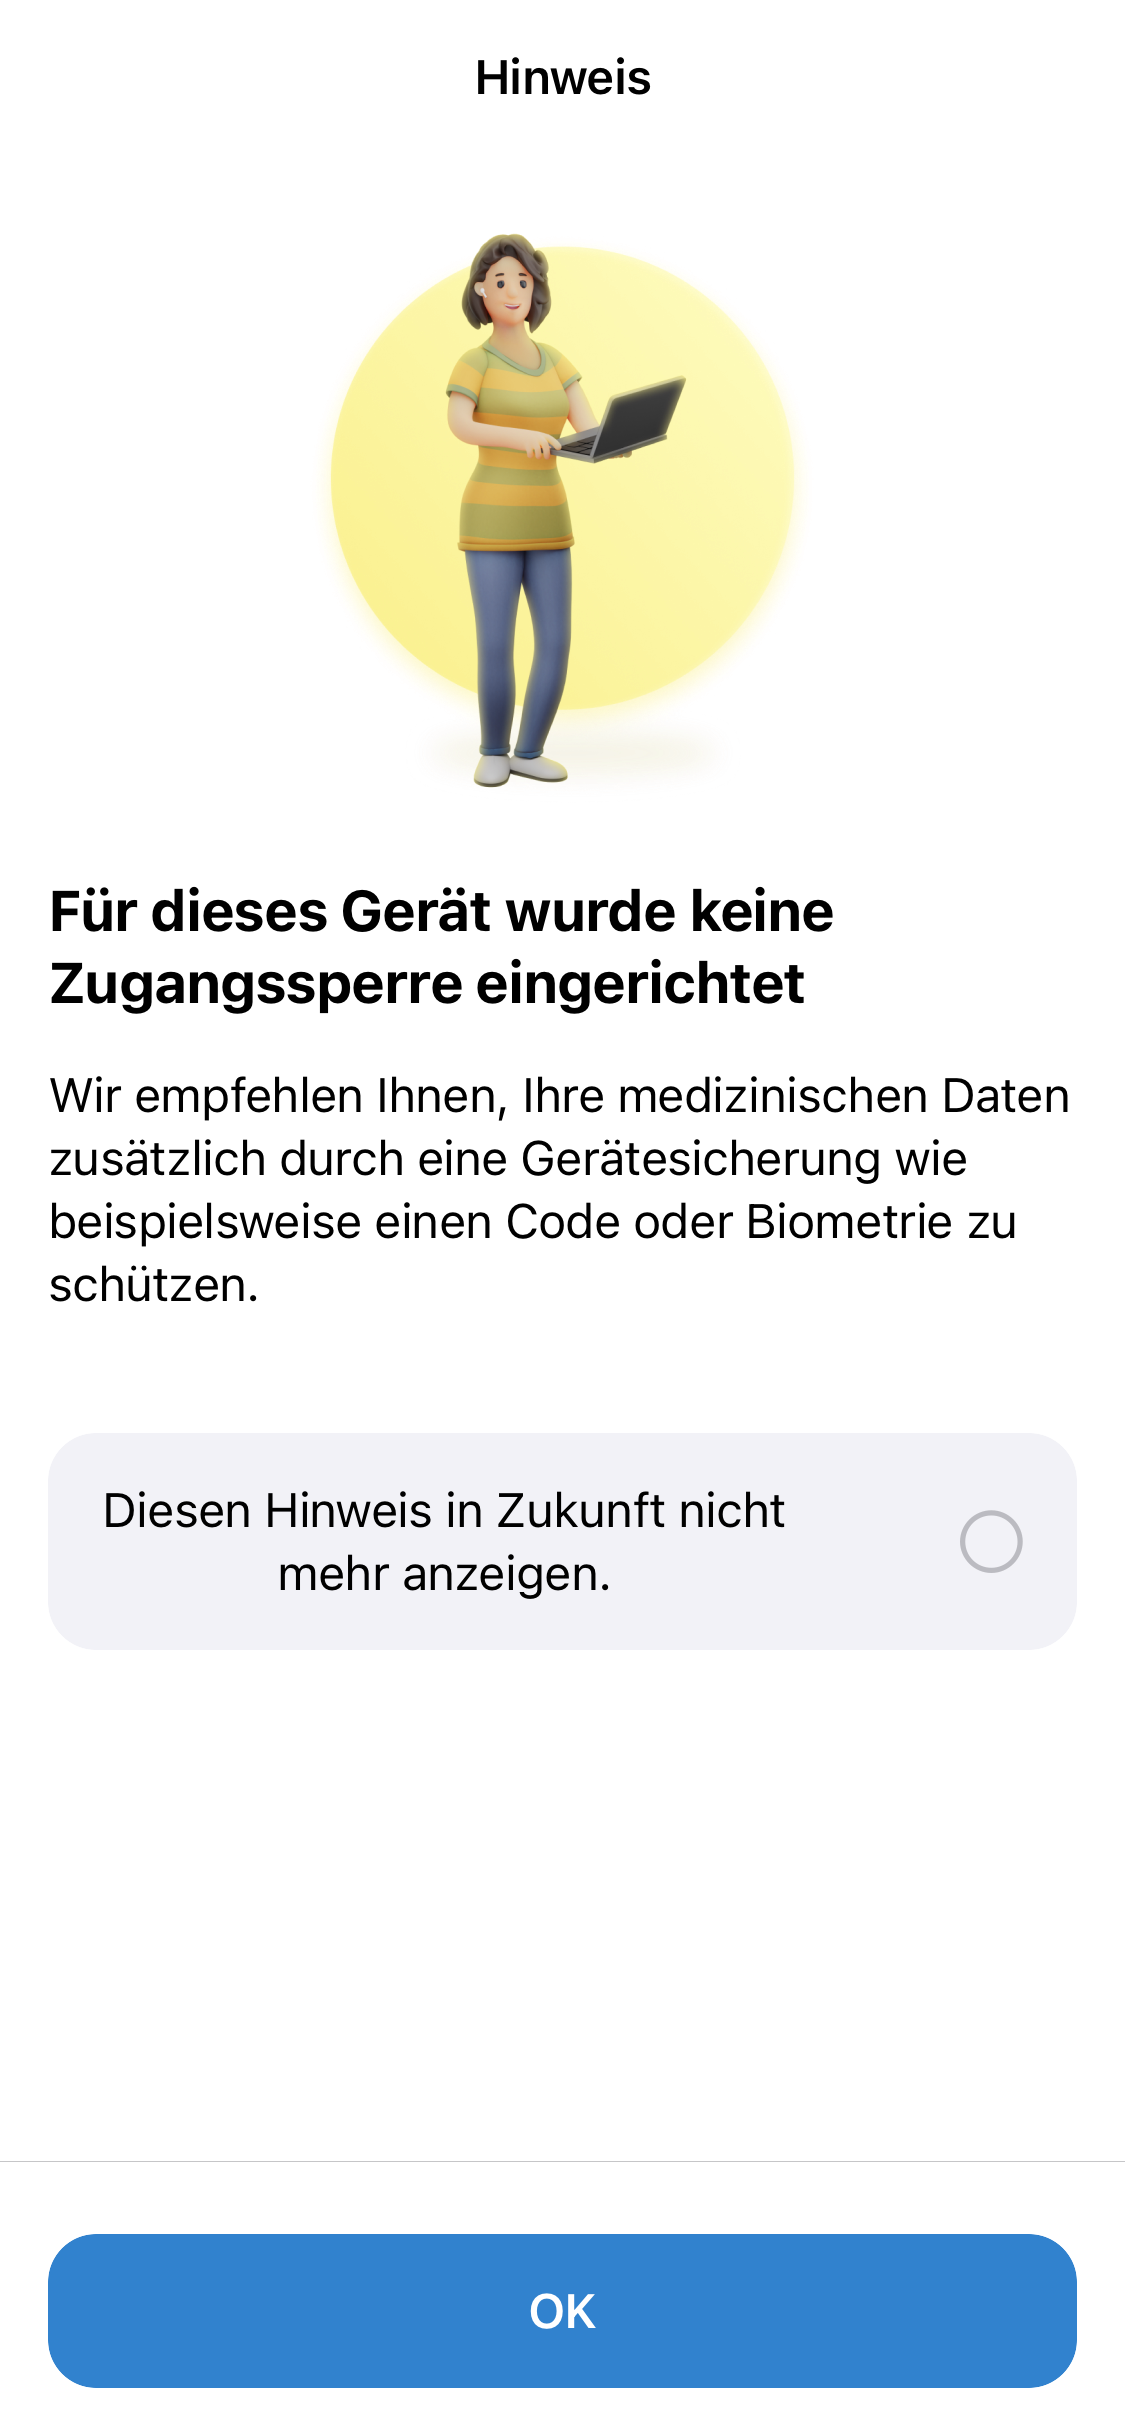 Hinweis
Für dieses Gerät wurde keine
Zugangssperre eingerichtet
Wir empfehlen Ihnen, Ihre medizinischen Daten
zusätzlich durch eine Gerätesicherung wie
beispielsweise einen Code oder Biometrie zu
schützen.
Diesen Hinweis in Zukunft nicht
mehr anzeigen.
OK